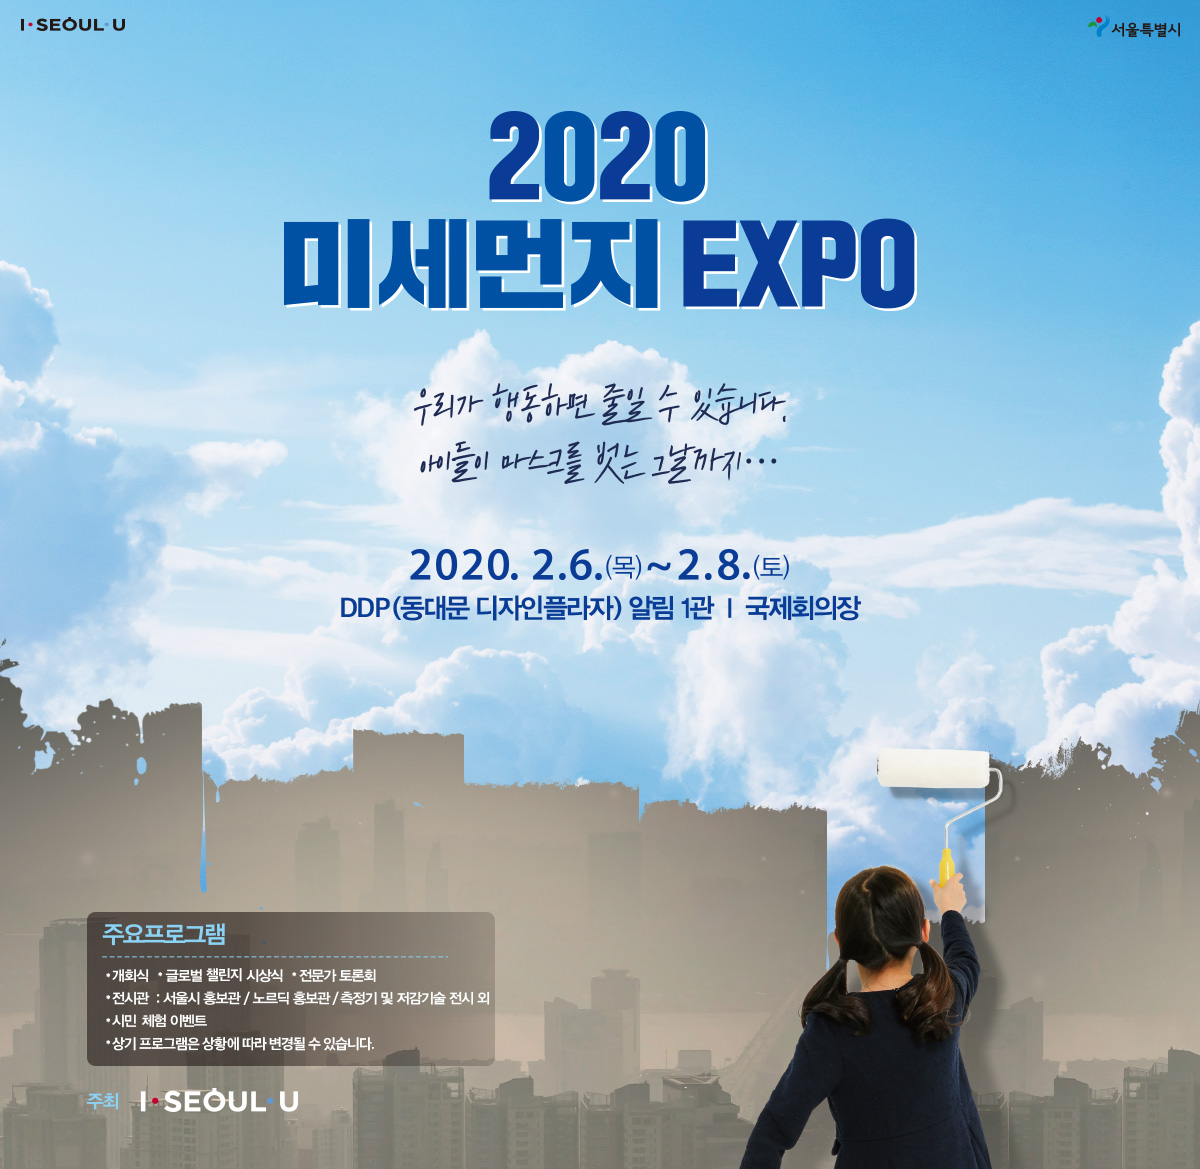 I·SEOUL·U
서울특별시
2020
미세먼지 EXPO
우리가 행동하면 줄일 수 있습니다.
아이들이 마스크를 벗는 그날까지···
2020. 2.6.(목)~2.8.(토)
DDP(동대문 디자인플라자) 알림 1관 | 국제회의장
주요프로그램
•개회식 •글로벌 챌린지 시상식 •전문가 토론회
•전시관 : 서울시 홍보관 / 노르딕 홍보관 / 측정기 및 저감기술 전시 외
•시민 체험 이벤트
•상기 프로그램은 상황에 따라 변경될 수 있습니다.
주최 I·SEOUL·U